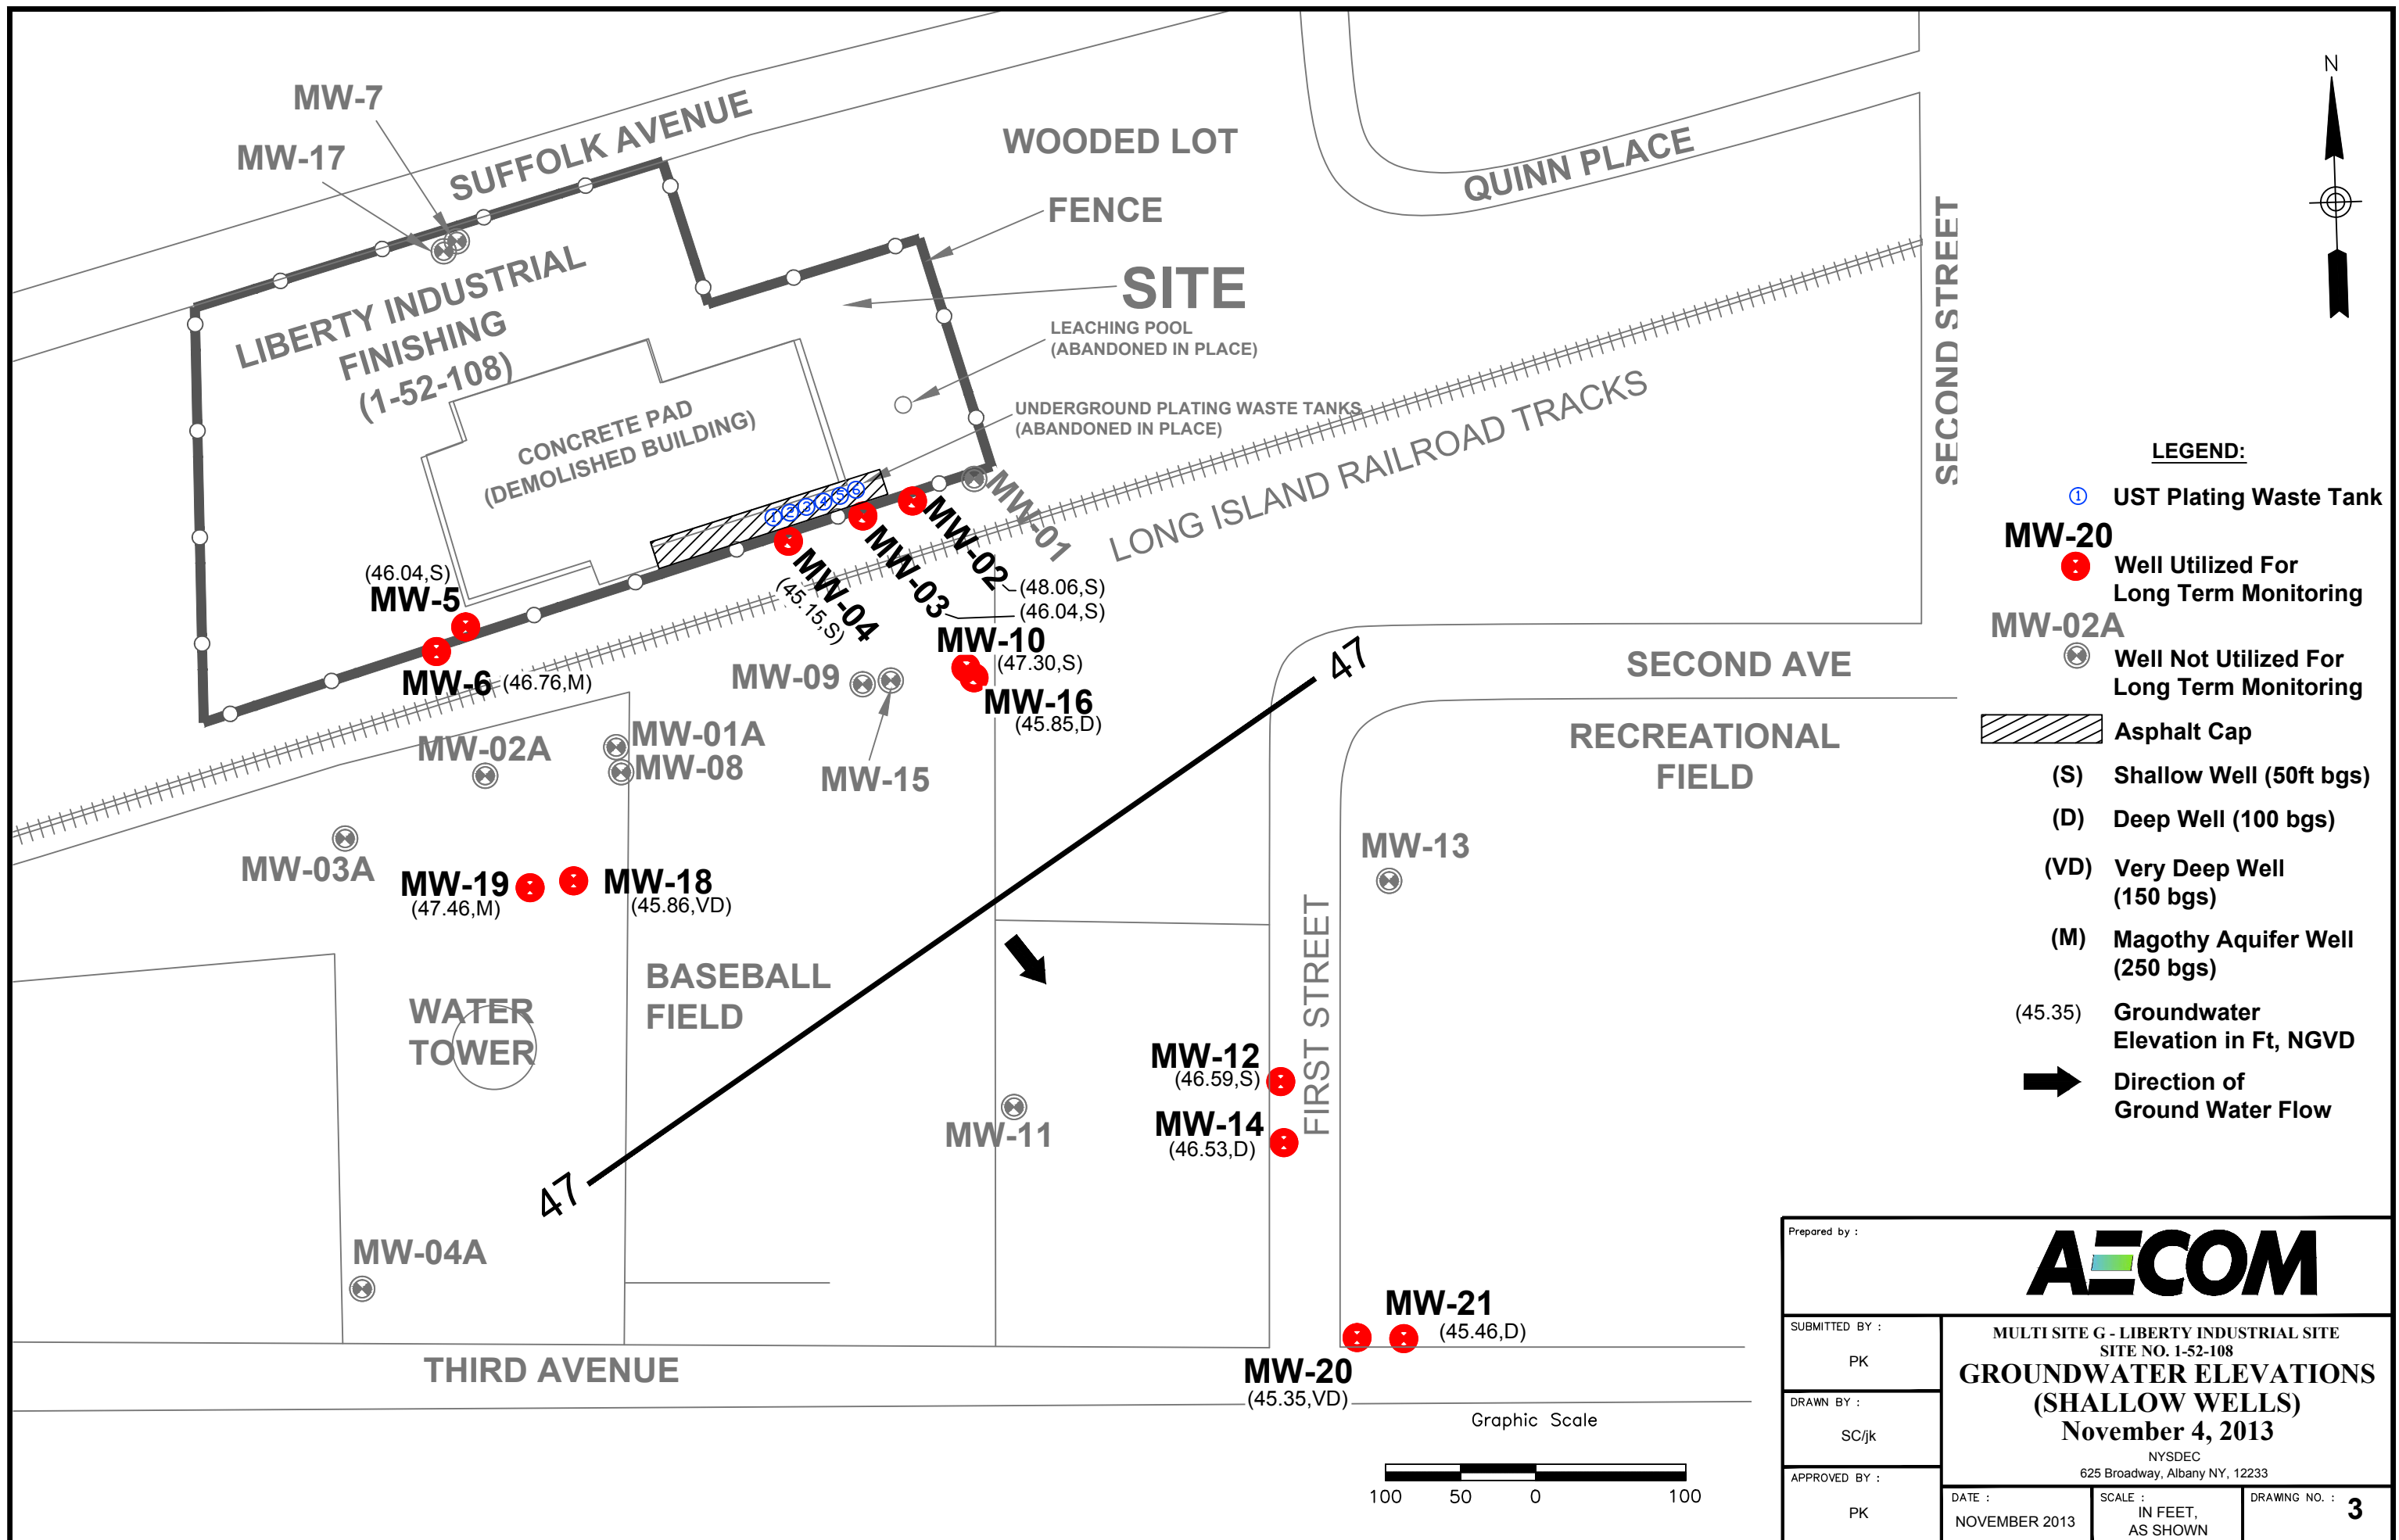 MW-7
MW-17
SUFFOLK AVENUE
WOODED LOT
QUINN PLACE
N
FENCE
SITE
LIBERTY INDUSTRIAL
FINISHING
(1-52-108)
LEACHING POOL
(ABANDONED IN PLACE)
UNDERGROUND PLATING WASTE TANKS
(ABANDONED IN PLACE)
CONCRETE PAD
(DEMOLISHED BUILDING)
1 2 3 4 5 6
SECOND STREET
LONG ISLAND RAILROAD TRACKS
MW-01
MW-02
(48.06,S)
MW-03
(46.04,S)
MW-04
(45.15,S)
(46.04,S)
MW-5
MW-6 (46.76,M)
MW-10
(47.30,S)
MW-16
(45.85,D)
MW-09
MW-15
MW-01A
MW-08
MW-02A
MW-03A
MW-19
(47.46,M)
MW-18
(45.86,VD)
47
SECOND AVE
RECREATIONAL
FIELD
MW-13
BASEBALL
FIELD
WATER
TOWER
FIRST STREET
MW-12
(46.59,S)
MW-14
(46.53,D)
MW-11
47
MW-04A
MW-21
(45.46,D)
MW-20
(45.35,VD)
THIRD AVENUE
Graphic Scale
100 50 0 100
LEGEND:
1 UST Plating Waste Tank
MW-20
Well Utilized For
Long Term Monitoring
MW-02A
Well Not Utilized For
Long Term Monitoring
Asphalt Cap
(S) Shallow Well (50ft bgs)
(D) Deep Well (100 bgs)
(VD) Very Deep Well
(150 bgs)
(M) Magothy Aquifer Well
(250 bgs)
(45.35) Groundwater
Elevation in Ft, NGVD
Direction of
Ground Water Flow
Prepared by :
AECOM
SUBMITTED BY :
PK
DRAWN BY :
SC/jk
APPROVED BY :
PK
MULTI SITE G - LIBERTY INDUSTRIAL SITE
SITE NO. 1-52-108
GROUNDWATER ELEVATIONS
(SHALLOW WELLS)
November 4, 2013
NYSDEC
625 Broadway, Albany NY, 12233
DATE :
NOVEMBER 2013
SCALE :
IN FEET,
AS SHOWN
DRAWING NO. : 3